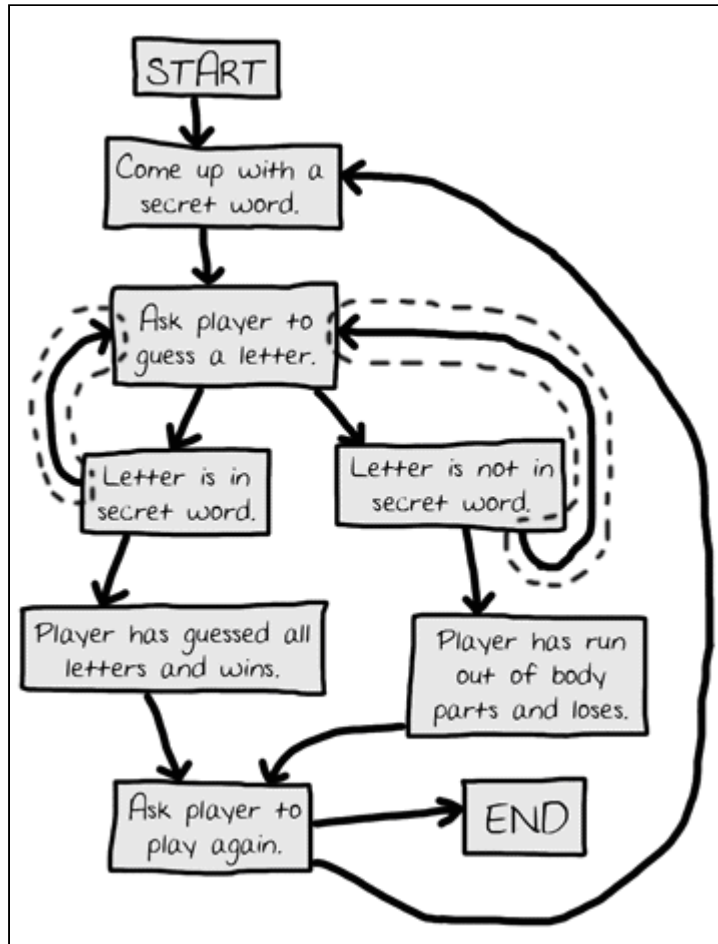 START
Come up with a
secret word.
Ask player to
guess a letter.
Letter is in
secret word.
Letter is not in
secret word.
Player has guessed all
letters and wins.
Player has run
out of body
parts and loses.
Ask player to
play again.
END